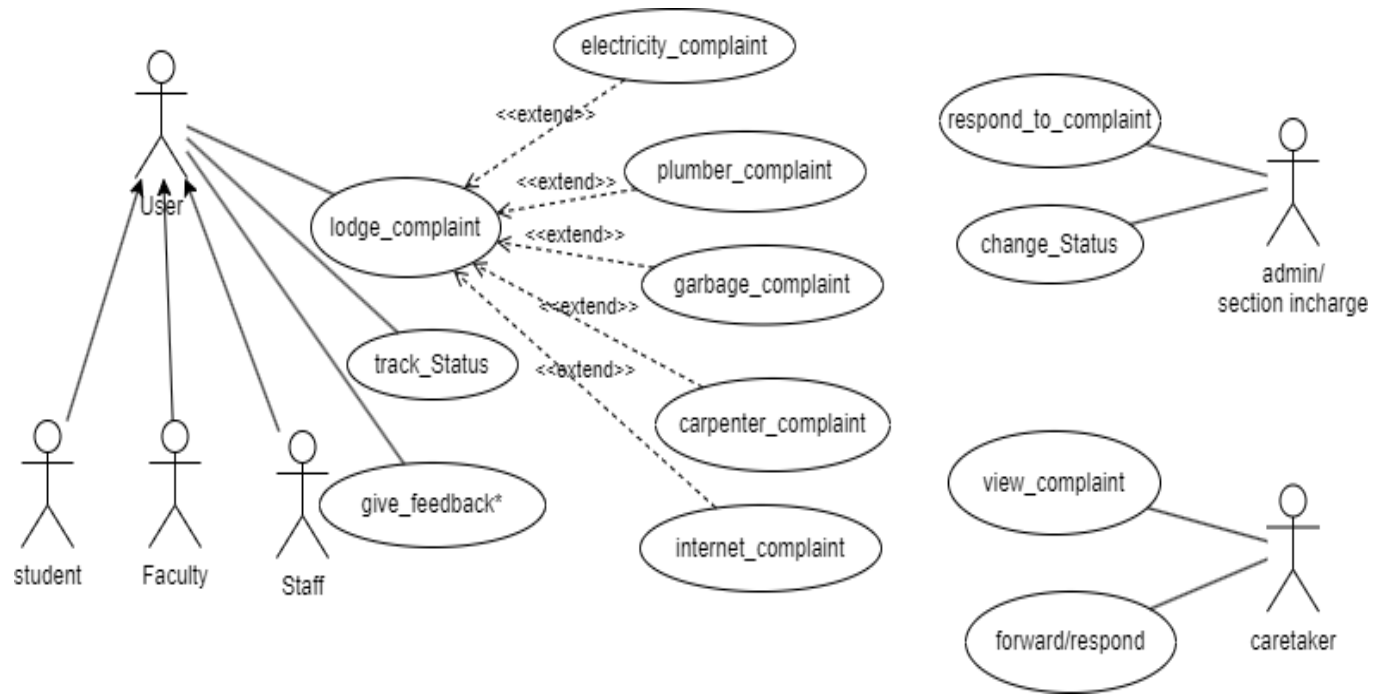 electricity_complaint
<<extend>>
respond_to_complaint
plumber_complaint
<<extend>>
User
lodge_complaint
<<extend>>
change_Status
garbage_complaint
admin/
section incharge
<<extend>>
track_Status
<<extend>>
carpenter_complaint
view_complaint
give_feedback*
internet_complaint
student
Faculty
Staff
forward/respond
caretaker